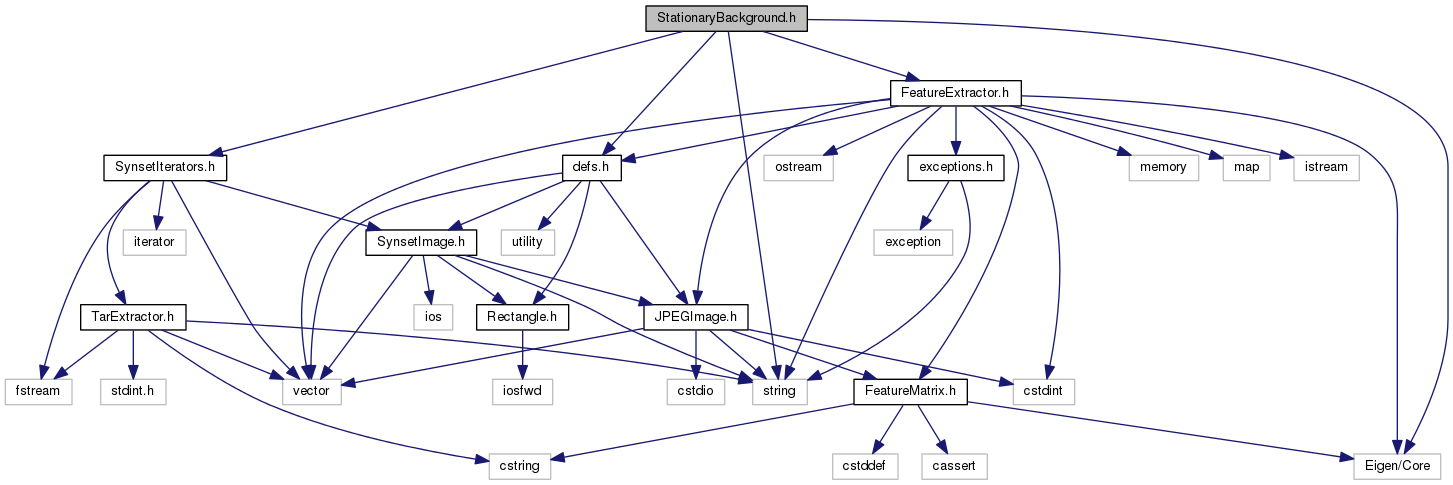 StationaryBackground.h
FeatureExtractor.h
SynsetIterators.h
defs.h
ostream
exceptions.h
memory
map
istream
iterator
SynsetImage.h
utility
exception
TarExtractor.h
ios
Rectangle.h
JPEGImage.h
fstream
stdint.h
vector
iosfwd
cstdio
string
FeatureMatrix.h
cstdint
cstring
cstddef
cassert
Eigen/Core